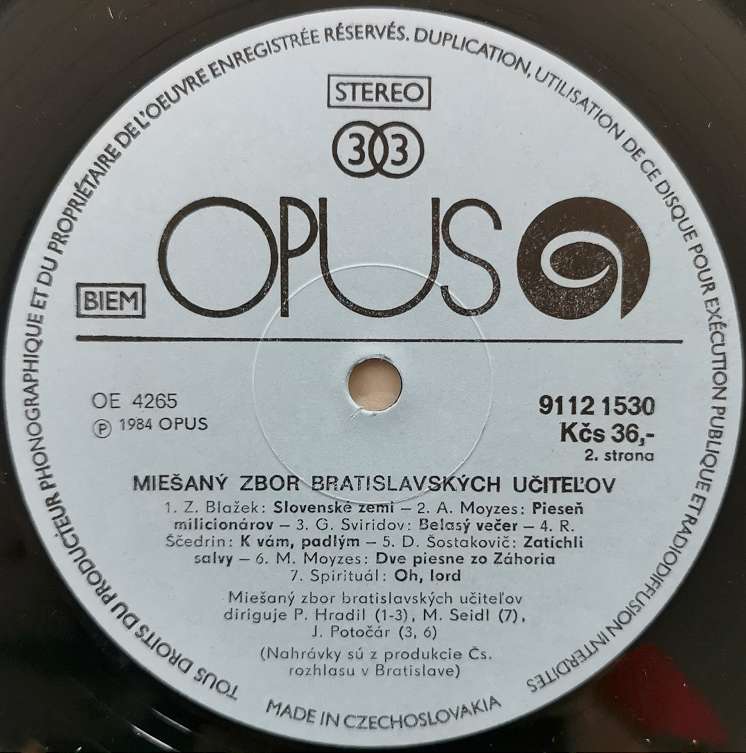 TOUS DROITS DU PRODUCTEUR PHONOGRAPHIQUE ET DU PROPRIÉTAIRE DE L'OEUVRE ENREGISTRÉE RÉSERVÉS. DUPLICATION, UTILISATION DE CE DISQUE POUR EXÉCUTION PUBLIQUE ET RADIODIFFUSION INTERDITES
STEREO
33
OPUS
BIEM
OE 4265
Ⓟ 1984 OPUS
9112 1530
Kčs 36,-
2. strana
MIEŠANÝ ZBOR BRATISLAVSKÝCH UČITEĽOV
1. Z. Blažek: Slovenské zemi – 2. A. Moyzes: Pieseň
milicionárov – 3. G. Sviridov: Belasý večer – 4. R.
Ščedrin: K vám, padlým – 5. D. Šostakovič: Zatíchli
salvy – 6. M. Moyzes: Dve piesne zo Záhoria
7. Spirituál: Oh, lord
Miešaný zbor bratislavských učiteľov
diriguje P. Hradil (1-3), M. Seidl (7),
J. Potočár (3, 6)
(Nahrávky sú z produkcie Čs.
rozhlasu v Bratislave)
MADE IN CZECHOSLOVAKIA